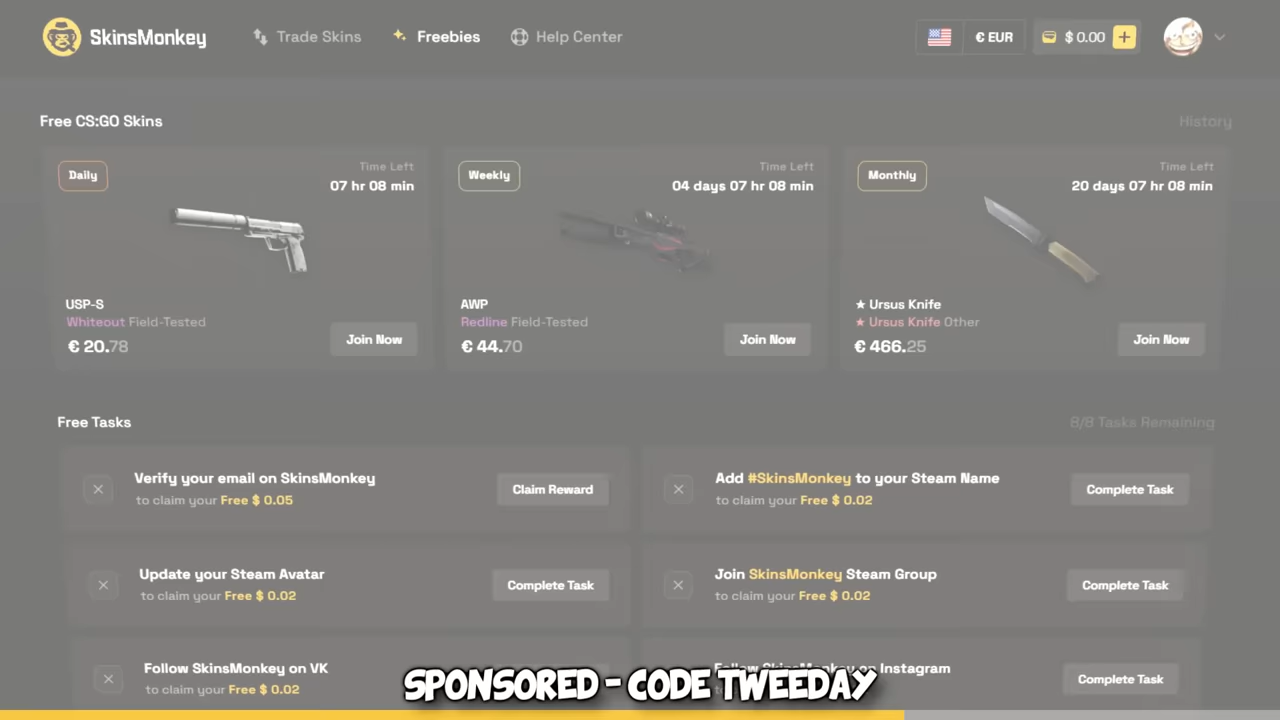 SkinsMonkey
Trade Skins
Freebies
Help Center
€ EUR
$ 0.00
Free CS:GO Skins
History
Daily
Time Left
07 hr 08 min
USP-S
Whiteout Field-Tested
€ 20.78
Join Now
Weekly
Time Left
04 days 07 hr 08 min
AWP
Redline Field-Tested
€ 44.70
Join Now
Monthly
Time Left
20 days 07 hr 08 min
★ Ursus Knife
★ Ursus Knife Other
€ 466.25
Join Now
Free Tasks
8/8 Tasks Remaining
Verify your email on SkinsMonkey
to claim your Free $ 0.05
Claim Reward
Add #SkinsMonkey to your Steam Name
to claim your Free $ 0.02
Complete Task
Update your Steam Avatar
to claim your Free $ 0.02
Complete Task
Join SkinsMonkey Steam Group
to claim your Free $ 0.02
Complete Task
Follow SkinsMonkey on VK
to claim your Free $ 0.02
Follow SkinsMonkey on Instagram
Complete Task
SPONSORED - CODE TWEEDAY